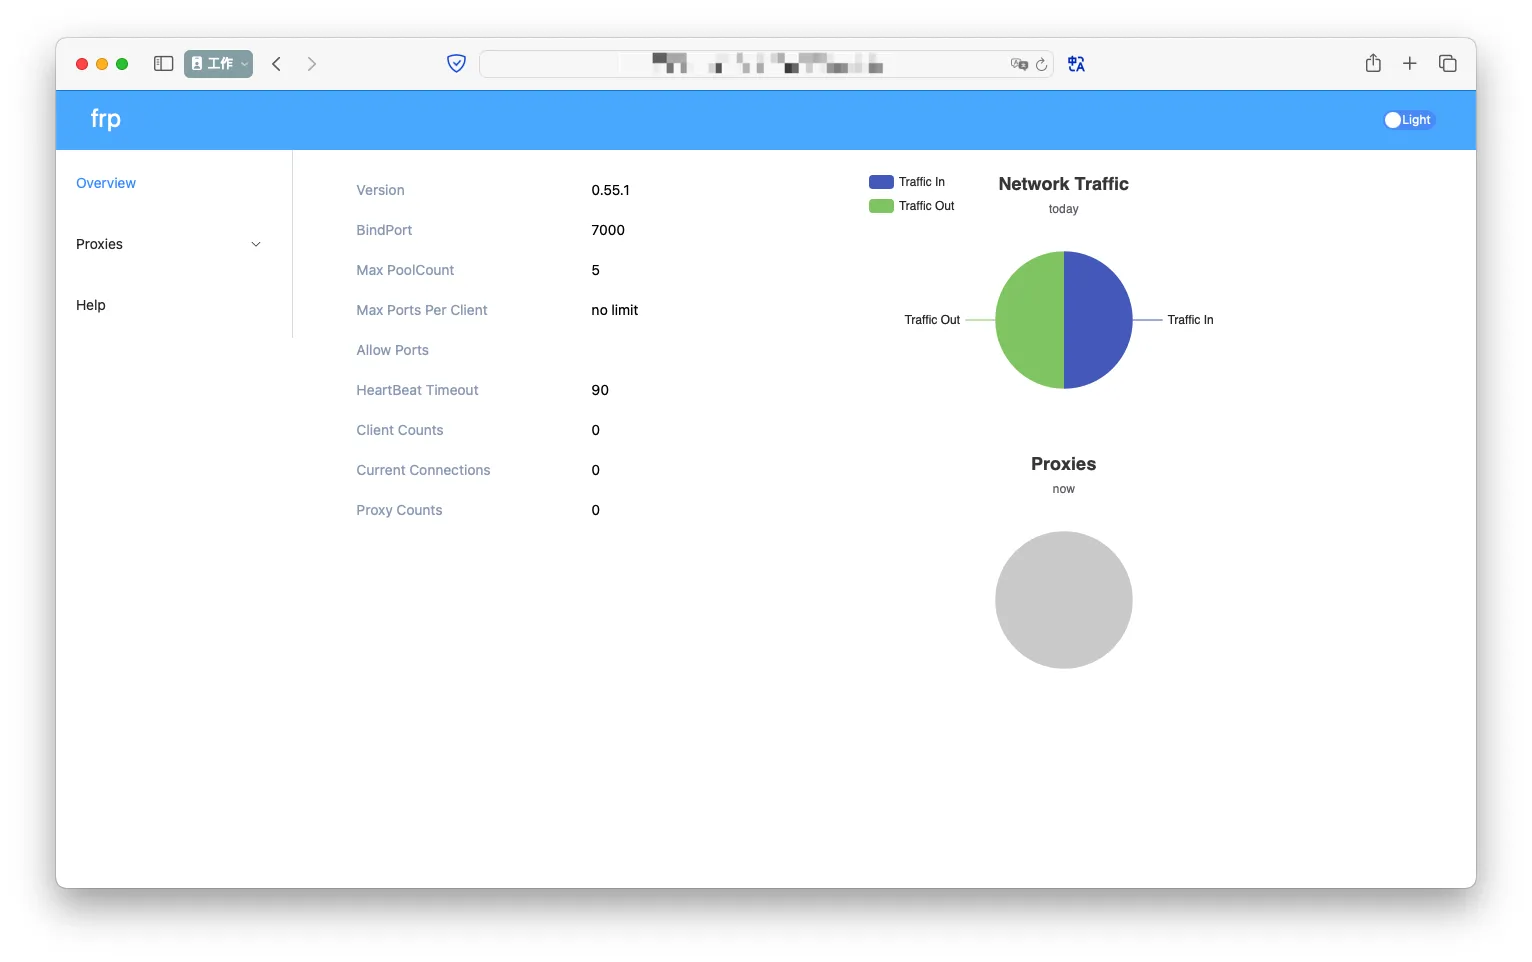 工作
frp
Light
Overview
Proxies
Help
Version 0.55.1
BindPort 7000
Max PoolCount 5
Max Ports Per Client no limit
Allow Ports
HeartBeat Timeout 90
Client Counts 0
Current Connections 0
Proxy Counts 0
Traffic In
Traffic Out
Network Traffic
today
Traffic Out
Traffic In
Proxies
now